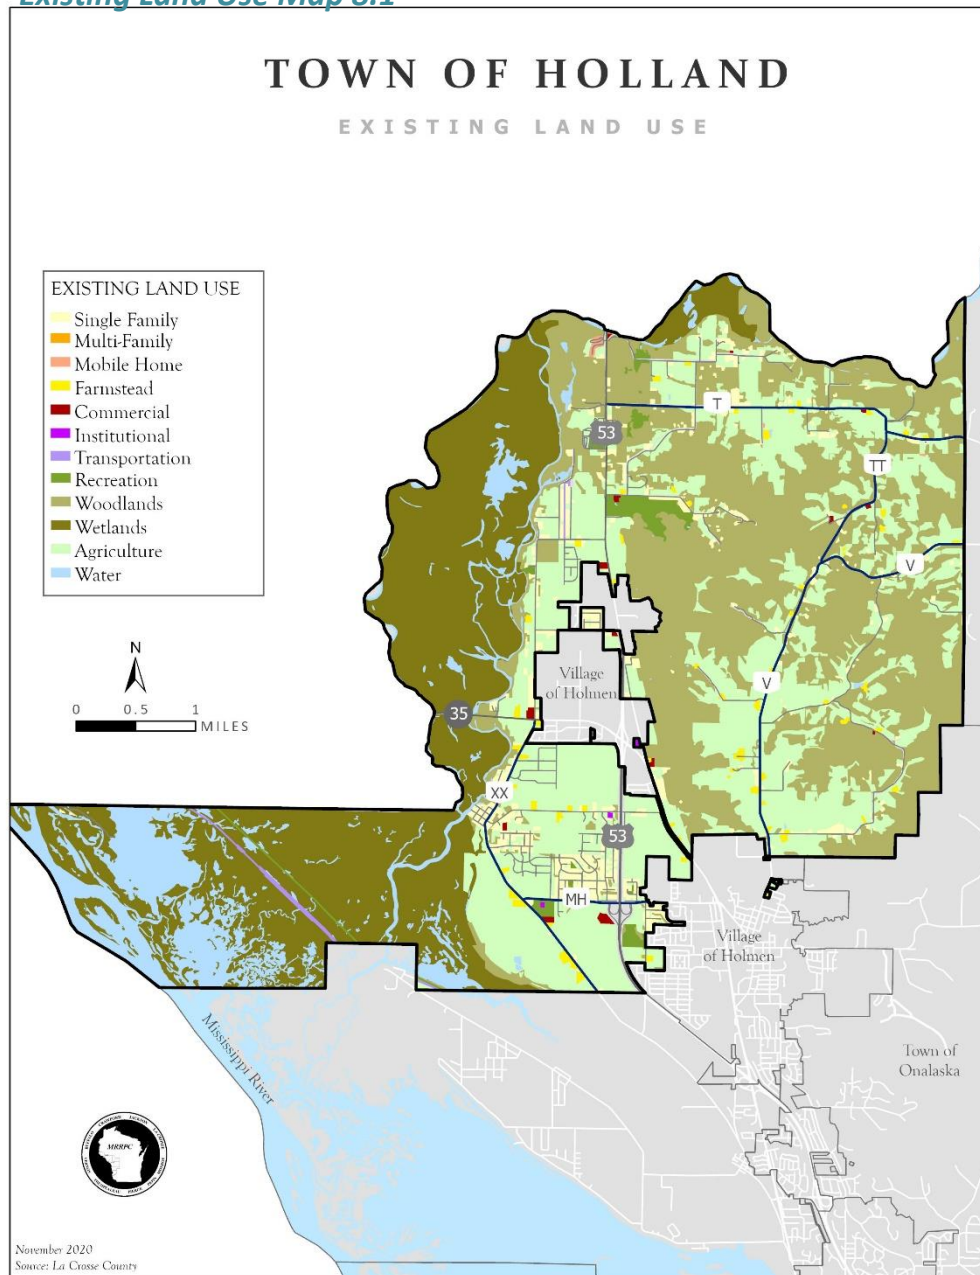 Existing Land Use Map 8.1
TOWN OF HOLLAND
EXISTING LAND USE
EXISTING LAND USE
Single Family
Multi-Family
Mobile Home
Farmstead
Commercial
Institutional
Transportation
Recreation
Woodlands
Wetlands
Agriculture
Water
N
0 0.5 1
MILES
T
53
TT
V
Village
of Holmen
V
35
XX
53
MH
Village
of Holmen
Mississippi River
Town of
Onalaska
MRRPC
November 2020
Source: La Crosse County